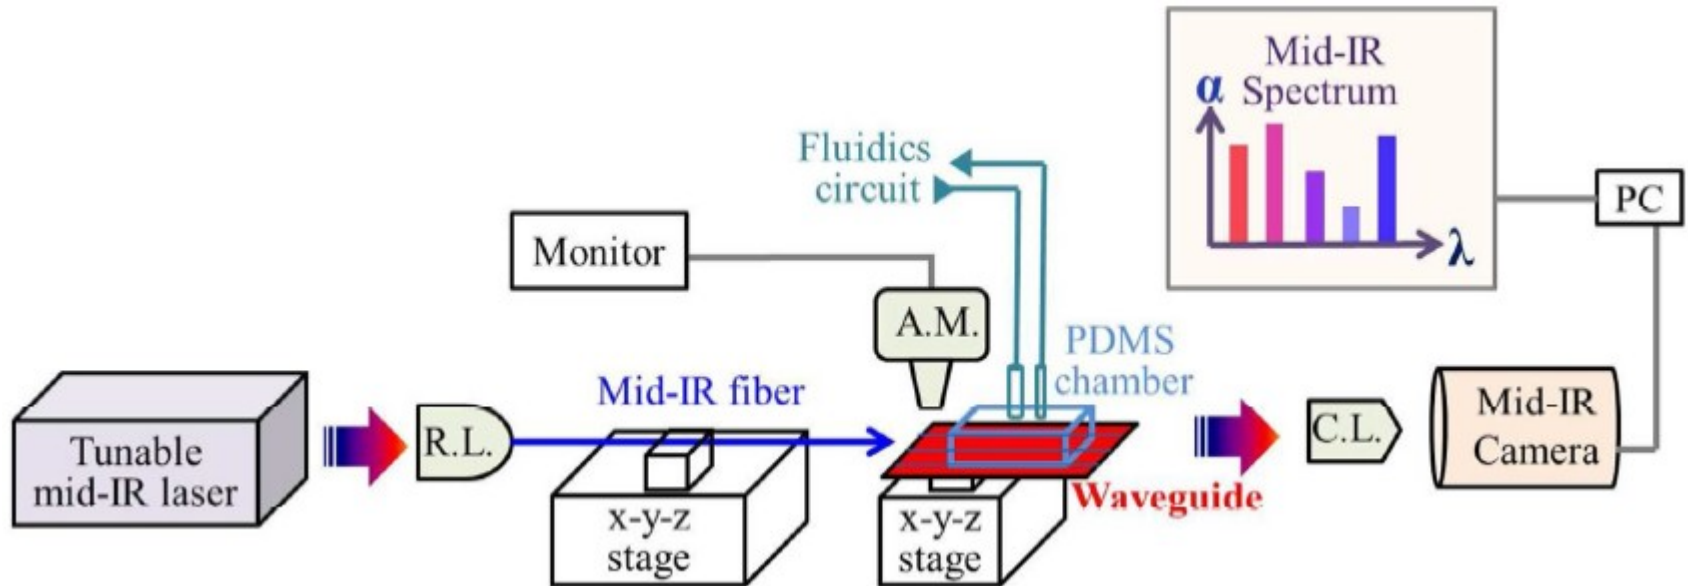 Mid-IR
α Spectrum
λ
Fluidics
circuit
PC
Monitor
A.M.
PDMS
chamber
Mid-IR fiber
Tunable
mid-IR laser
R.L.
x-y-z
stage
x-y-z
stage
Waveguide
C.L.
Mid-IR
Camera